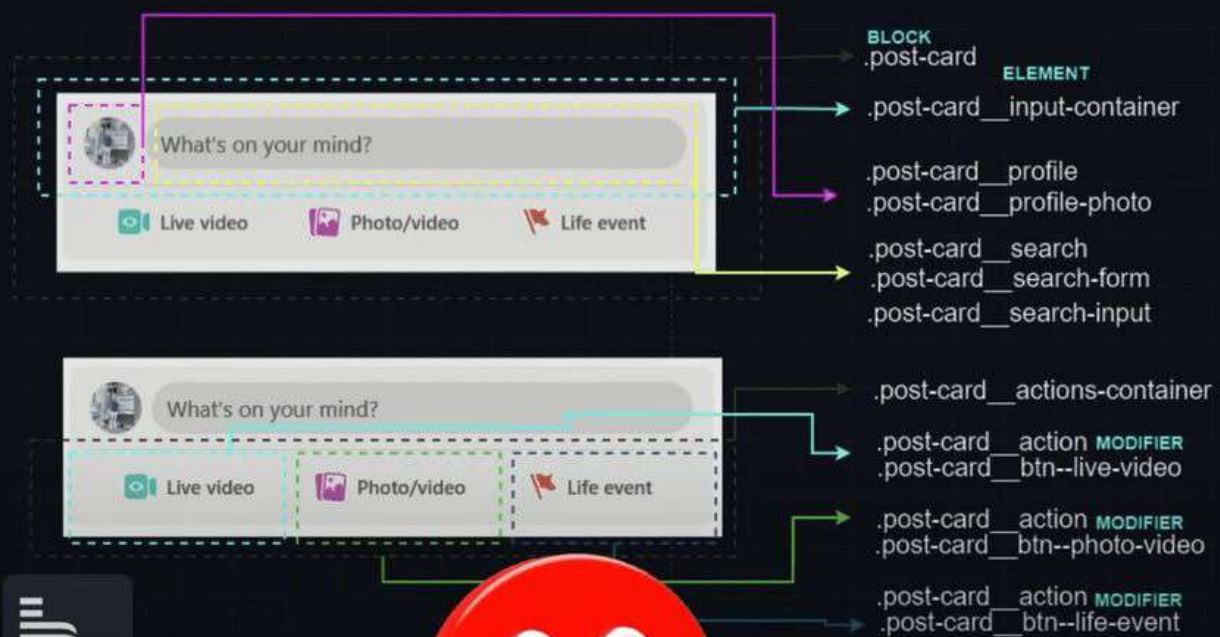 BLOCK
.post-card
ELEMENT
.post-card__input-container
What's on your mind?
.post-card__profile
.post-card__profile-photo
Live video
Photo/video
Life event
.post-card__search
.post-card__search-form
.post-card__search-input
.post-card__actions-container
What's on your mind?
.post-card__action MODIFIER
.post-card__btn--live-video
Live video
Photo/video
Life event
.post-card__action MODIFIER
.post-card__btn--photo-video
.post-card__action MODIFIER
.post-card__btn--life-event